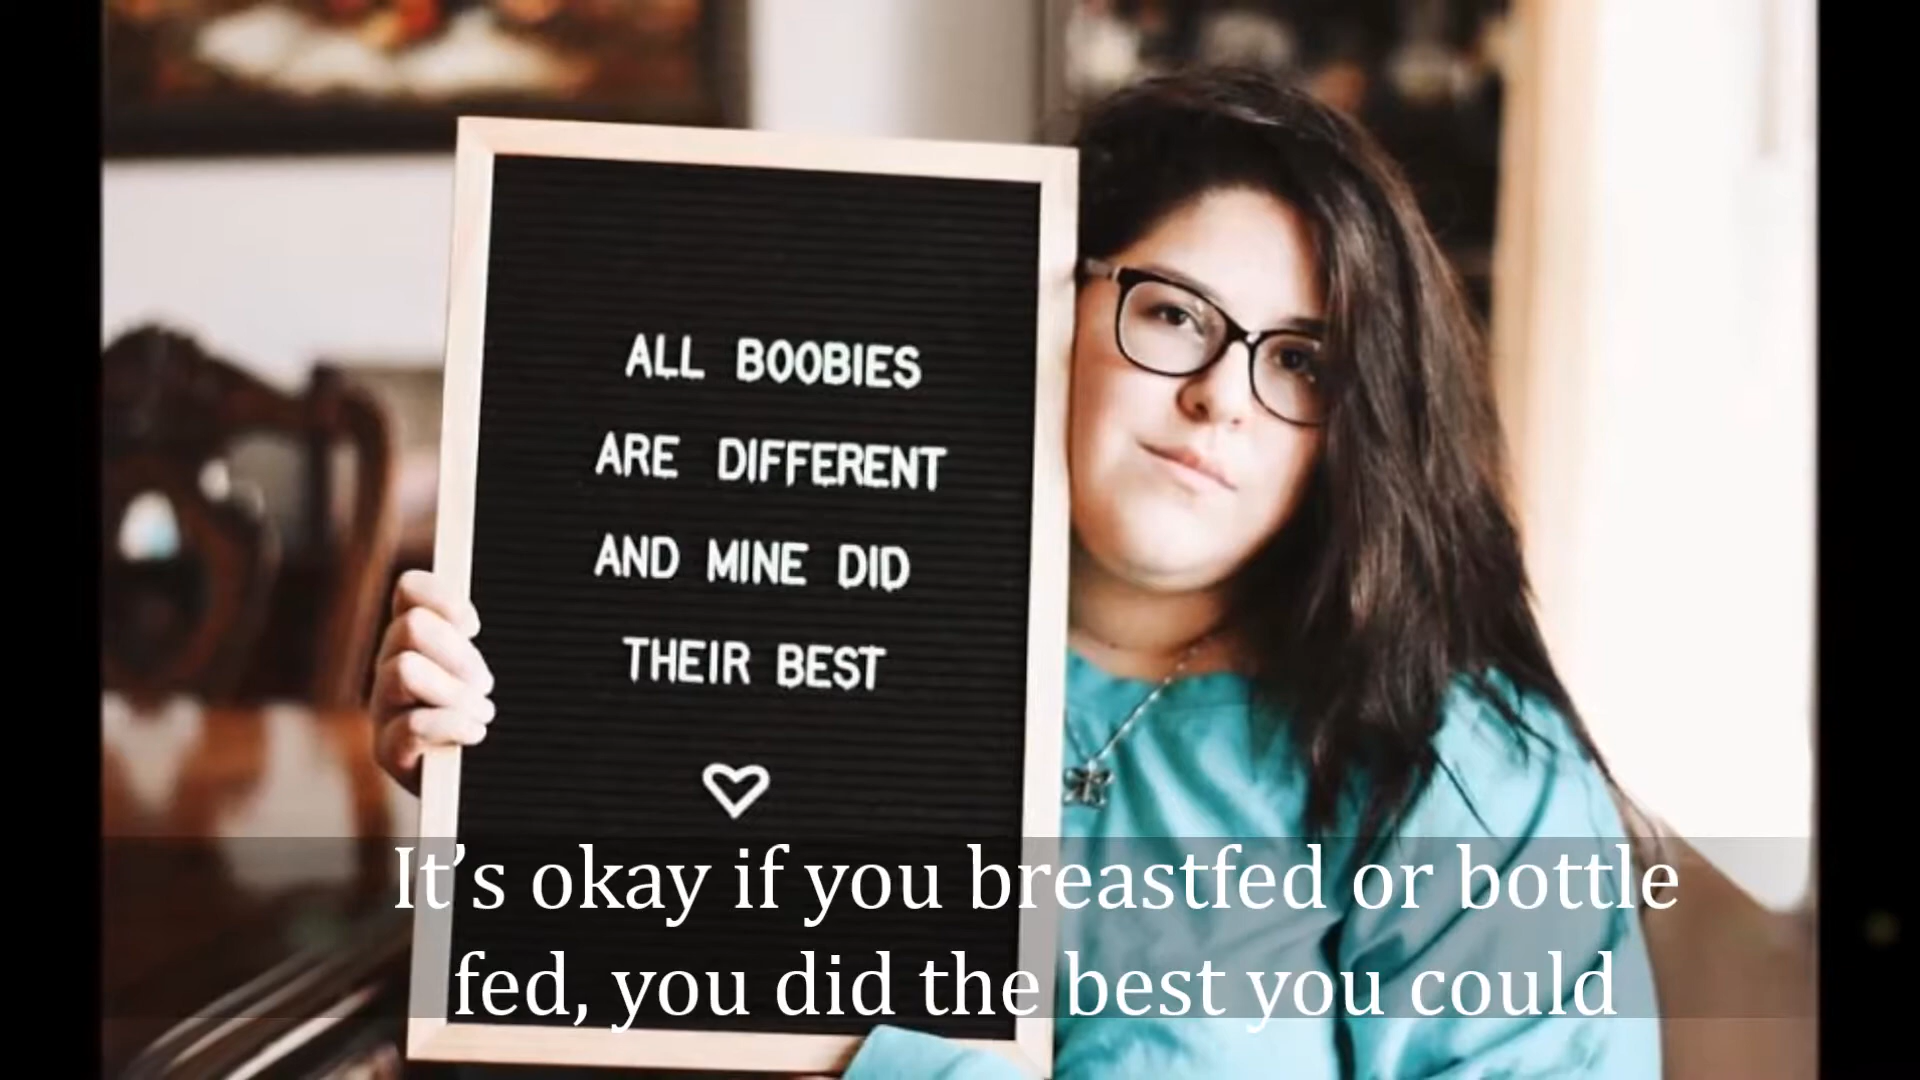 ALL BOOBIES
ARE DIFFERENT
AND MINE DID
THEIR BEST
It’s okay if you breastfed or bottle
fed, you did the best you could